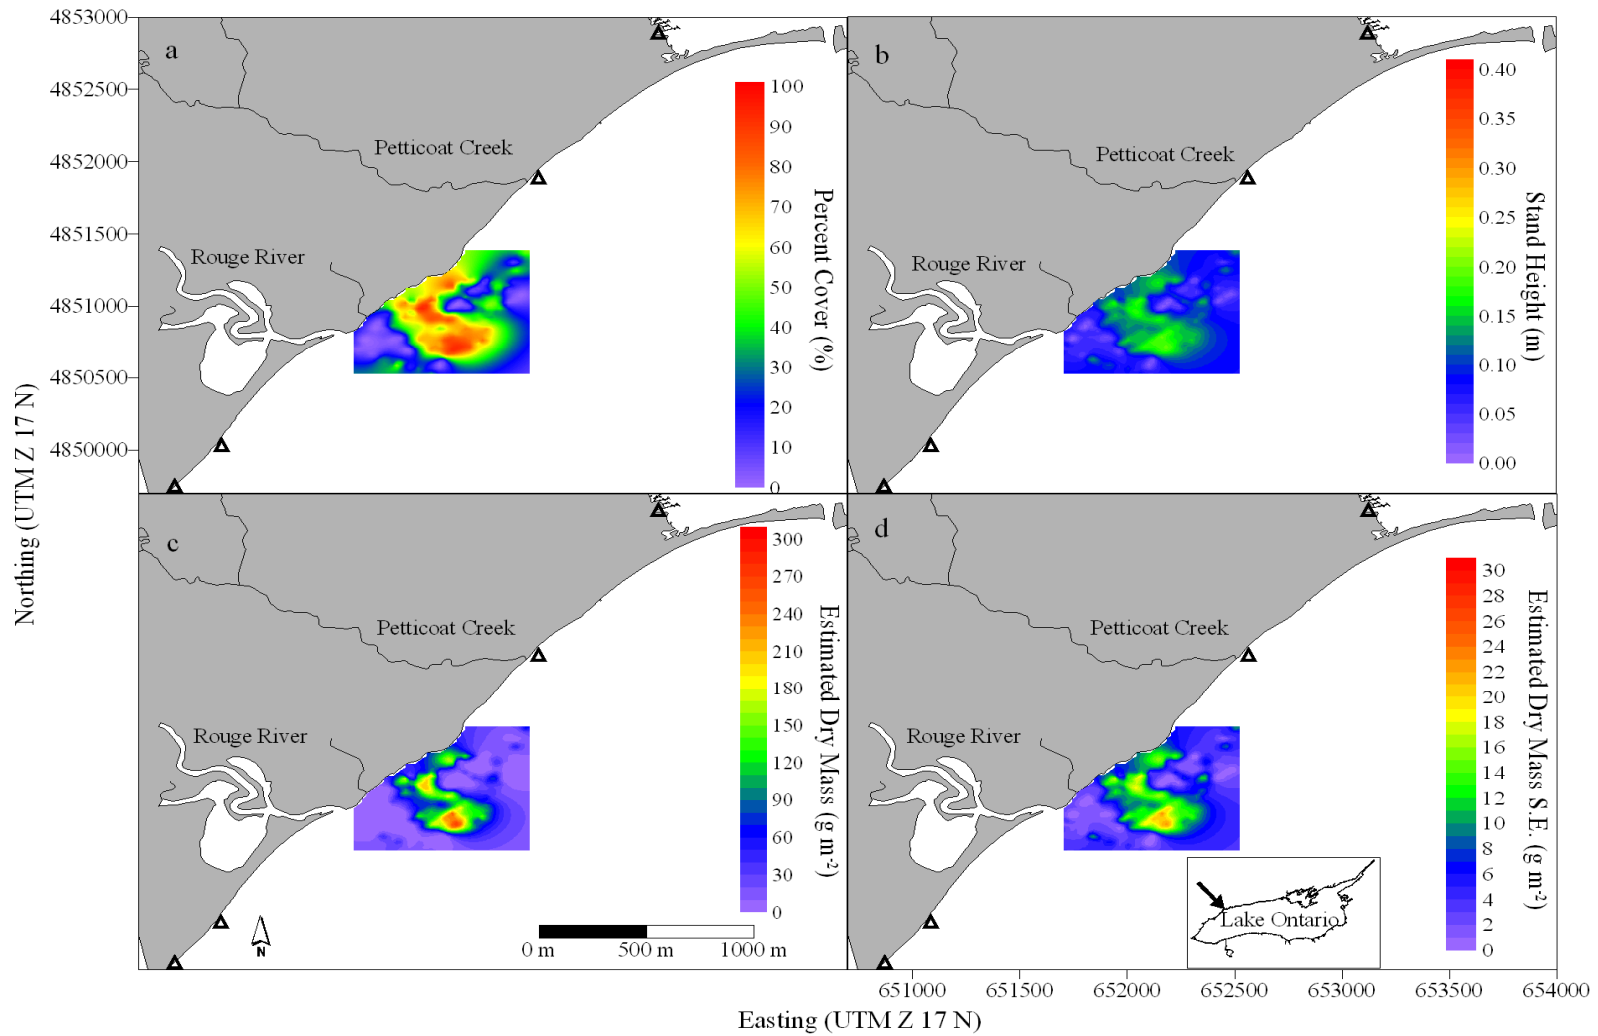 Northing (UTM Z 17 N)
4853000
4852500
4852000
4851500
4851000
4850500
4850000
a
Petticoat Creek
Rouge River
100
90
80
70
60
50
40
30
20
10
0
Percent Cover (%)
b
Petticoat Creek
Rouge River
0.40
0.35
0.30
0.25
0.20
0.15
0.10
0.05
0.00
Stand Height (m)
c
Petticoat Creek
Rouge River
300
270
240
210
180
150
120
90
60
30
0
Estimated Dry Mass (g m-2)
N
0 m
500 m
1000 m
d
Petticoat Creek
Rouge River
30
28
26
24
22
20
18
16
14
12
10
8
6
4
2
0
Estimated Dry Mass S.E. (g m-2)
Lake Ontario
651000
651500
652000
652500
653000
653500
654000
Easting (UTM Z 17 N)